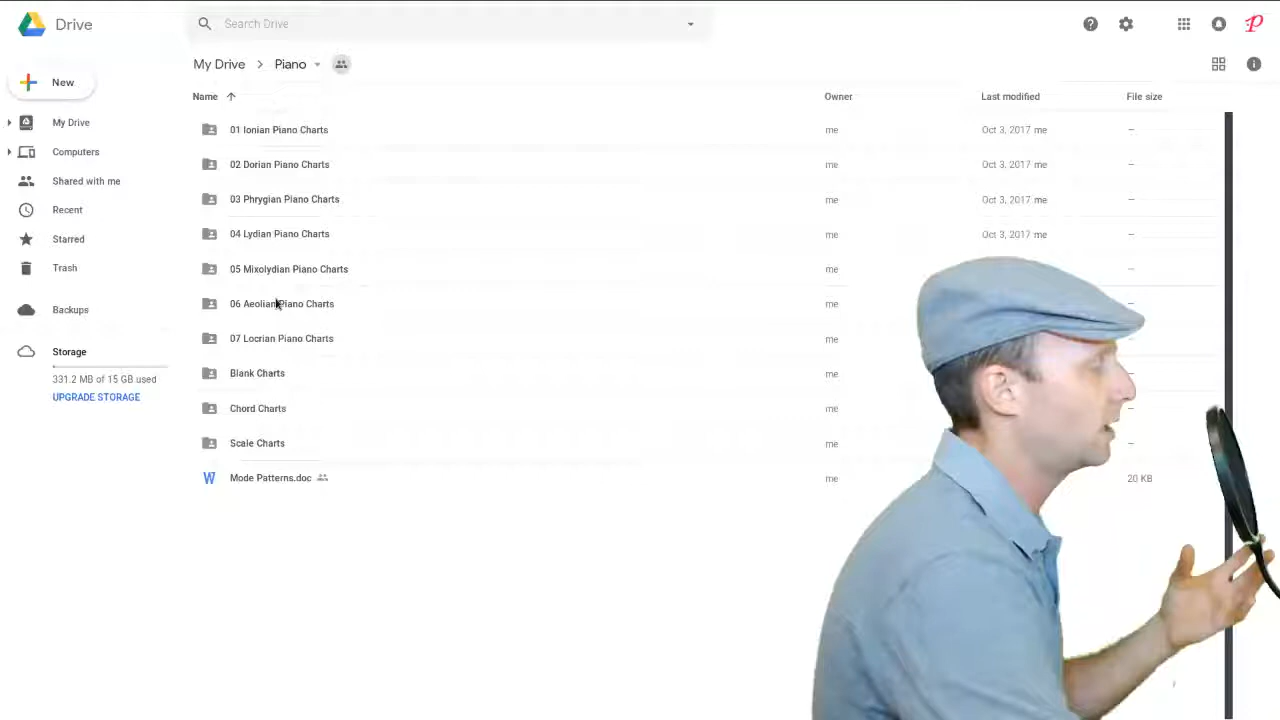 Drive
Search Drive
My Drive > Piano
New
Name
Owner
Last modified
File size
My Drive
Computers
Shared with me
Recent
Starred
Trash
Backups
Storage
331.2 MB of 15 GB used
UPGRADE STORAGE
01 Ionian Piano Charts me Oct 3, 2017 me –
02 Dorian Piano Charts me Oct 3, 2017 me –
03 Phrygian Piano Charts me Oct 3, 2017 me –
04 Lydian Piano Charts me Oct 3, 2017 me –
05 Mixolydian Piano Charts me –
06 Aeolian Piano Charts me –
07 Locrian Piano Charts me –
Blank Charts me –
Chord Charts me –
Scale Charts me –
Mode Patterns.doc me 20 KB